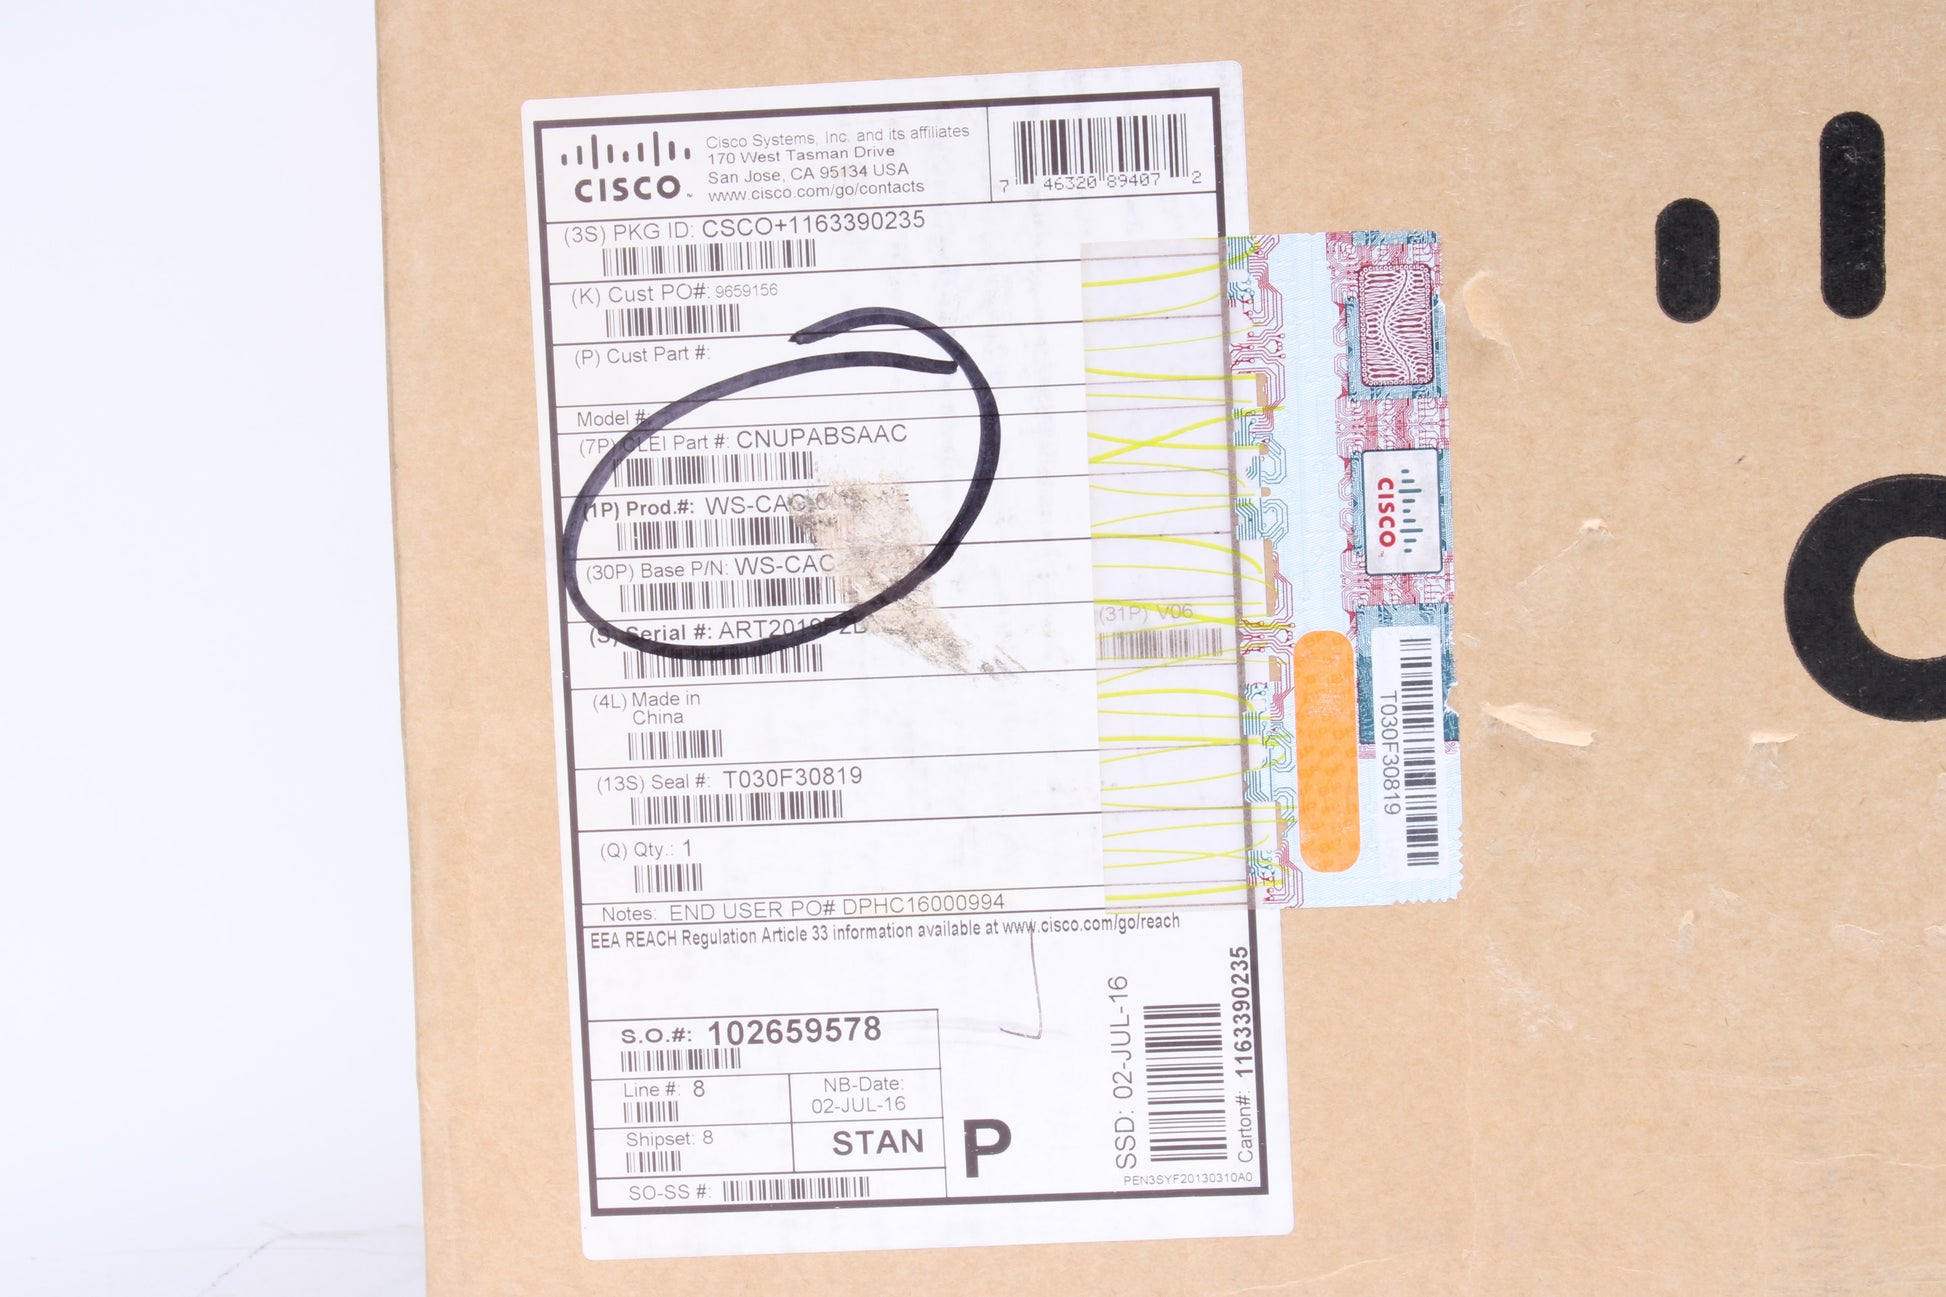 CISCO
Cisco Systems, Inc. and its affiliates
170 West Tasman Drive
San Jose, CA 95134 USA
www.cisco.com/go/contacts
7 46320 89407 2
(3S) PKG ID: CSCO+1163390235
(K) Cust PO#: 9659156
(P) Cust Part #:
Model #:
(7P) CLEI Part #: CNUPABSAAC
(1P) Prod.#:
(30P) Base P/N:
(S) Serial #:
(31P) V06
(4L) Made in
China
(13S) Seal #: T030F30819
(Q) Qty.: 1
Notes: END USER PO# DPHC16000994
EEA REACH Regulation Article 33 information available at www.cisco.com/go/reach
S.O.#: 102659578
Line #: 8
NB-Date:
02-JUL-16
Shipset: 8
STAN
SO-SS #:
P
SSD: 02-JUL-16
Carton#: 1163390235
PEN3SYF20130310A0
CISCO
T030F30819